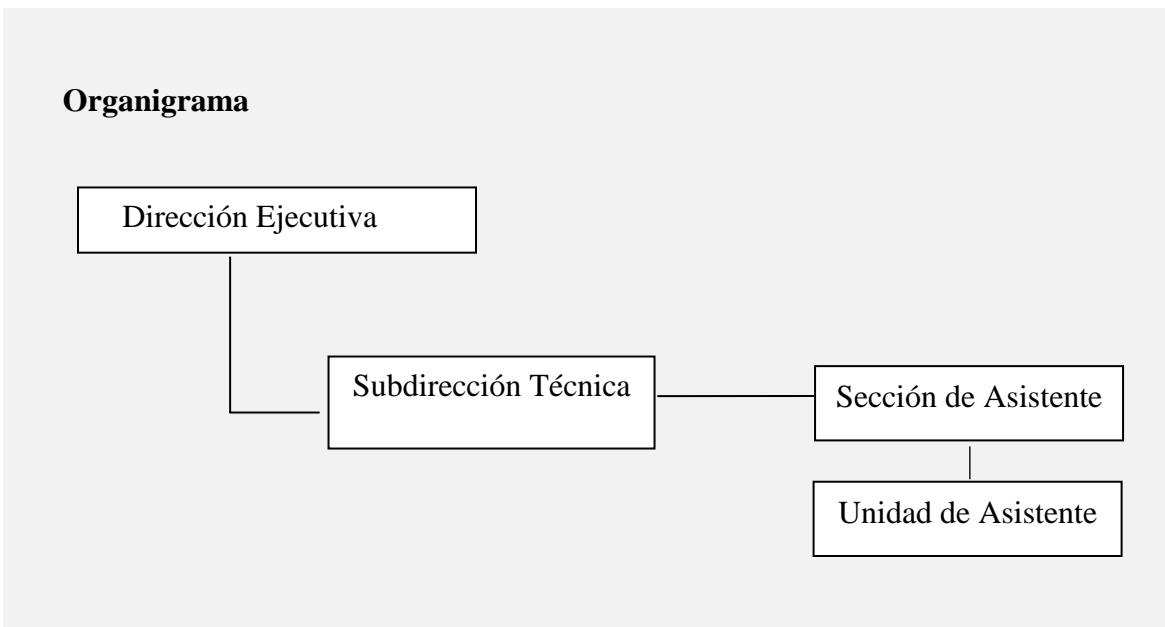 Organigrama
Dirección Ejecutiva
Subdirección Técnica
Sección de Asistente
Unidad de Asistente